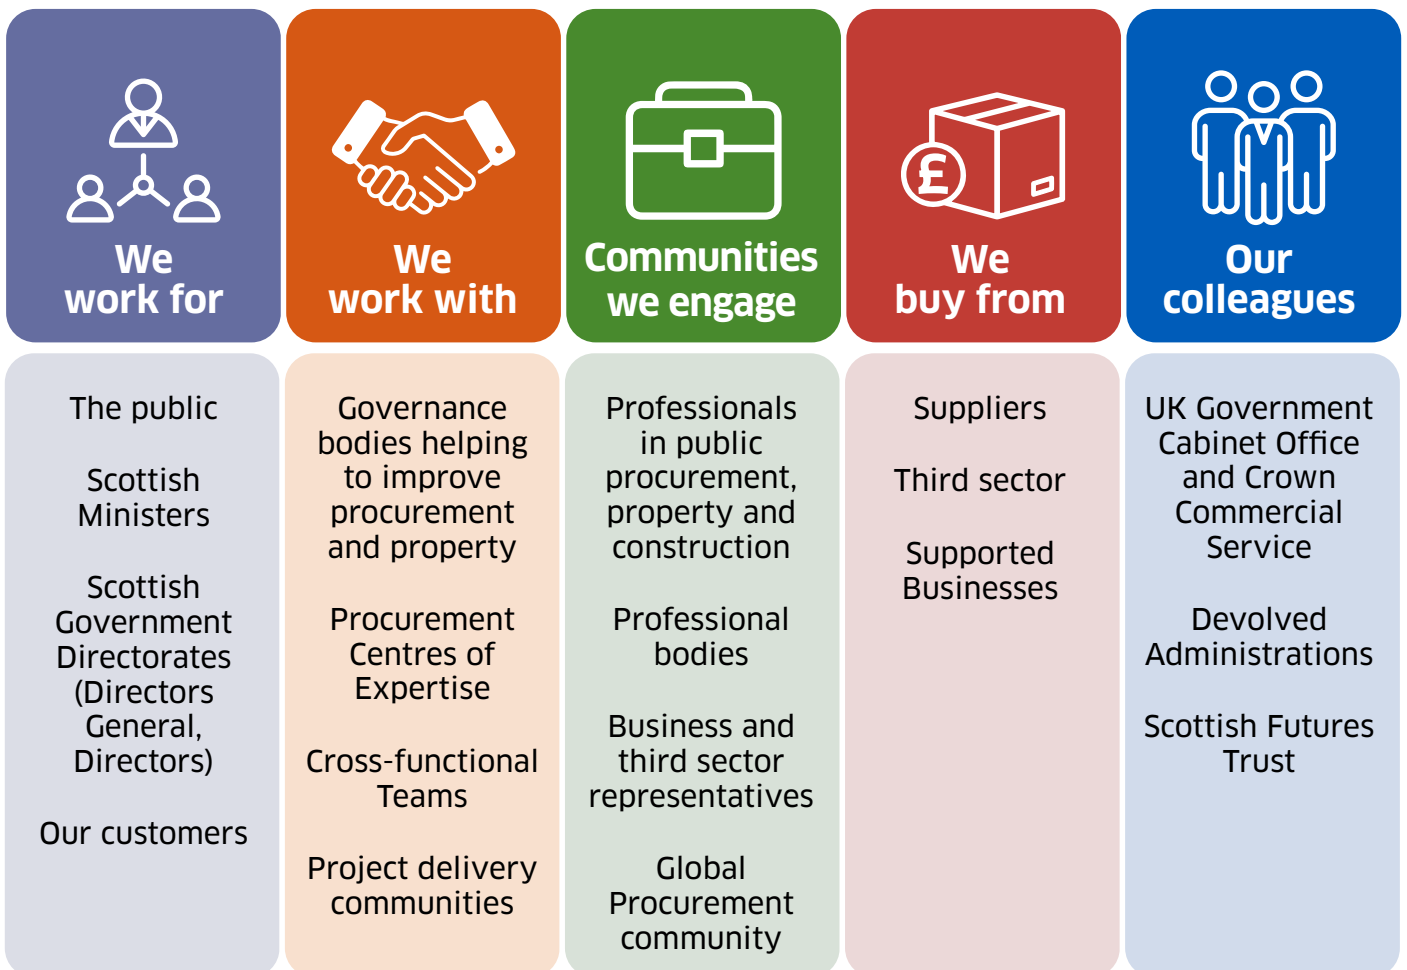 We
work for
The public
Scottish
Ministers
Scottish
Government
Directorates
(Directors
General,
Directors)
Our customers
We
work with
Governance
bodies helping
to improve
procurement
and property
Procurement
Centres of
Expertise
Cross-functional
Teams
Project delivery
communities
Communities
we engage
Professionals
in public
procurement,
property and
construction
Professional
bodies
Business and
third sector
representatives
Global
Procurement
community
£
We
buy from
Suppliers
Third sector
Supported
Businesses
Our
colleagues
UK Government
Cabinet Office
and Crown
Commercial
Service
Devolved
Administrations
Scottish Futures
Trust